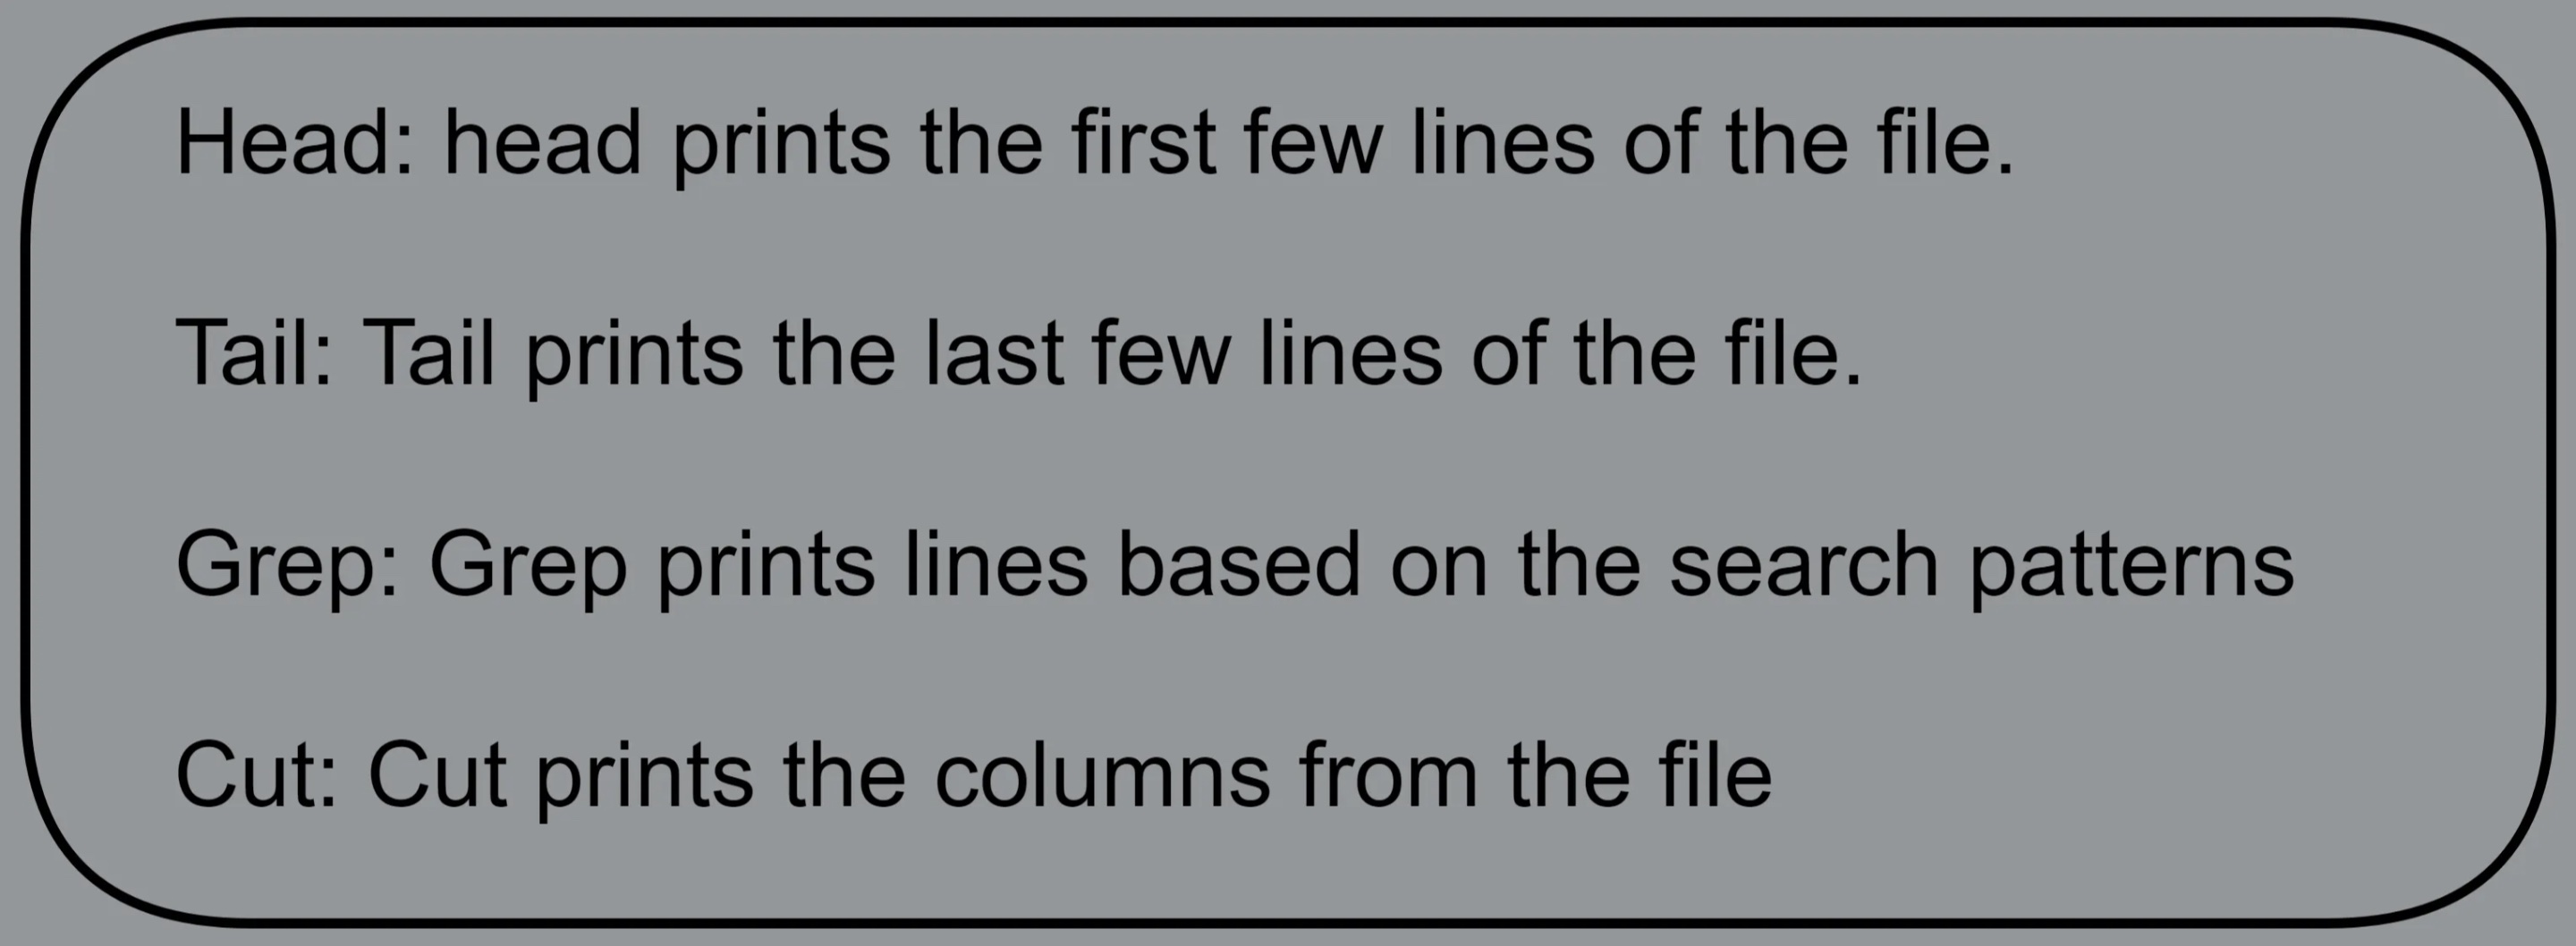 Head: head prints the first few lines of the file.
Tail: Tail prints the last few lines of the file.
Grep: Grep prints lines based on the search patterns
Cut: Cut prints the columns from the file